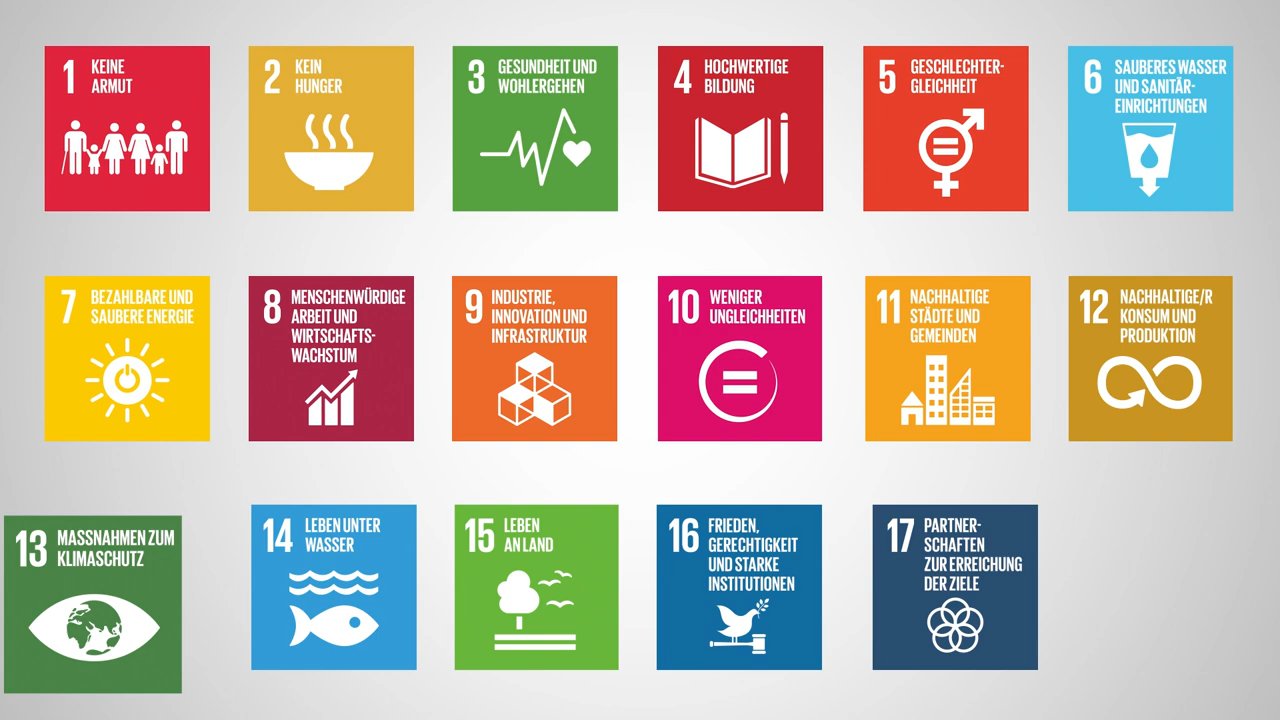 1 KEINE
ARMUT
2 KEIN
HUNGER
3 GESUNDHEIT UND
WOHLERGEHEN
4 HOCHWERTIGE
BILDUNG
5 GESCHLECHTER-
GLEICHHEIT
6 SAUBERES WASSER
UND SANITÄR-
EINRICHTUNGEN
7 BEZAHLBARE UND
SAUBERE ENERGIE
8 MENSCHENWÜRDIGE
ARBEIT UND
WIRTSCHAFTS-
WACHSTUM
9 INDUSTRIE,
INNOVATION UND
INFRASTRUKTUR
10 WENIGER
UNGLEICHHEITEN
11 NACHHALTIGE
STÄDTE UND
GEMEINDEN
12 NACHHALTIGE/R
KONSUM UND
PRODUKTION
13 MASSNAHMEN ZUM
KLIMASCHUTZ
14 LEBEN UNTER
WASSER
15 LEBEN
AN LAND
16 FRIEDEN,
GERECHTIGKEIT
UND STARKE
INSTITUTIONEN
17 PARTNER-
SCHAFTEN
ZUR ERREICHUNG
DER ZIELE